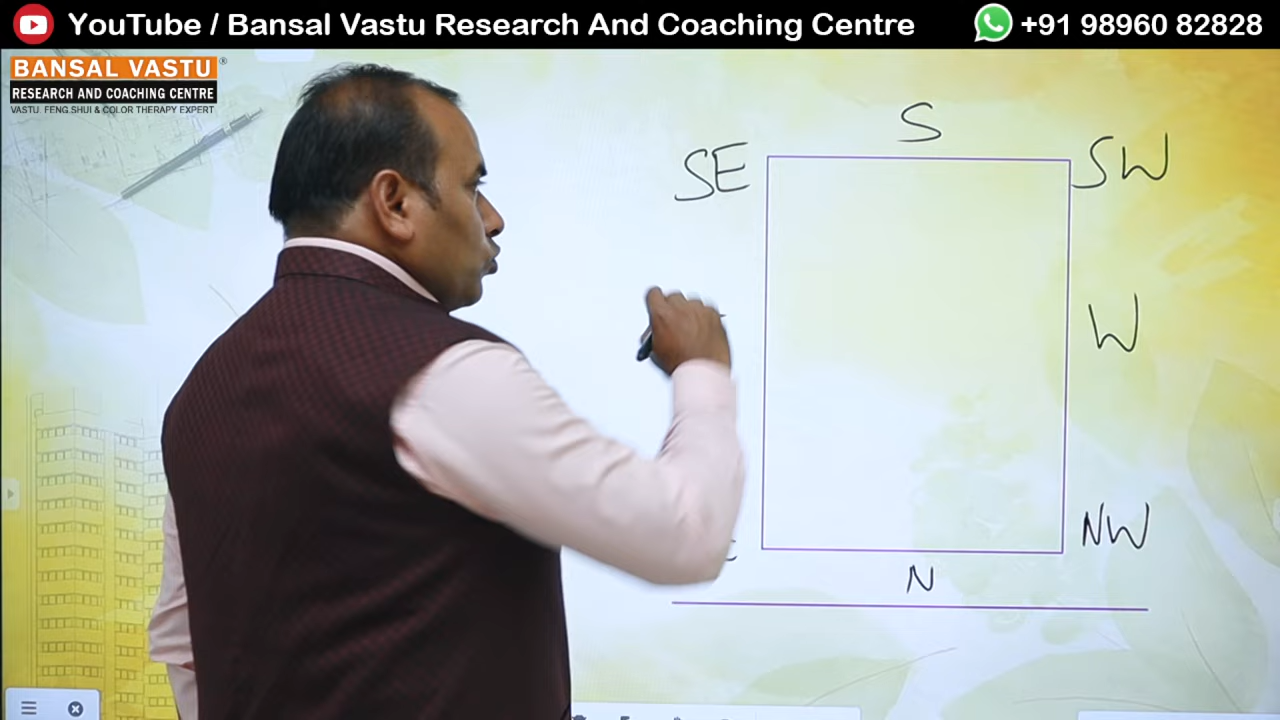 YouTube / Bansal Vastu Research And Coaching Centre
+91 98960 82828
BANSAL VASTU®
RESEARCH AND COACHING CENTRE
VASTU, FENG SHUI & COLOR THERAPY EXPERT
S
SE
SW
W
NW
N